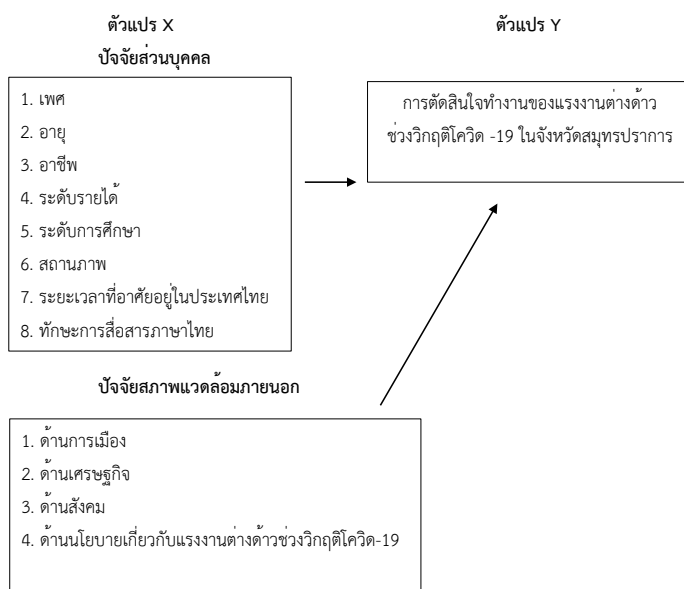 ตัวแปร X
ตัวแปร Y
ปัจจัยส่วนบุคคล
1. เพศ
2. อายุ
3. อาชีพ
4. ระดับรายได้
5. ระดับการศึกษา
6. สถานภาพ
7. ระยะเวลาที่อาศัยอยู่ในประเทศไทย
8. ทักษะการสื่อสารภาษาไทย
การตัดสินใจทำงานของแรงงานต่างด้าว
ช่วงวิกฤติโควิด -19 ในจังหวัดสมุทรปราการ
ปัจจัยสภาพแวดล้อมภายนอก
1. ด้านการเมือง
2. ด้านเศรษฐกิจ
3. ด้านสังคม
4. ด้านนโยบายเกี่ยวกับแรงงานต่างด้าวช่วงวิกฤติโควิด-19